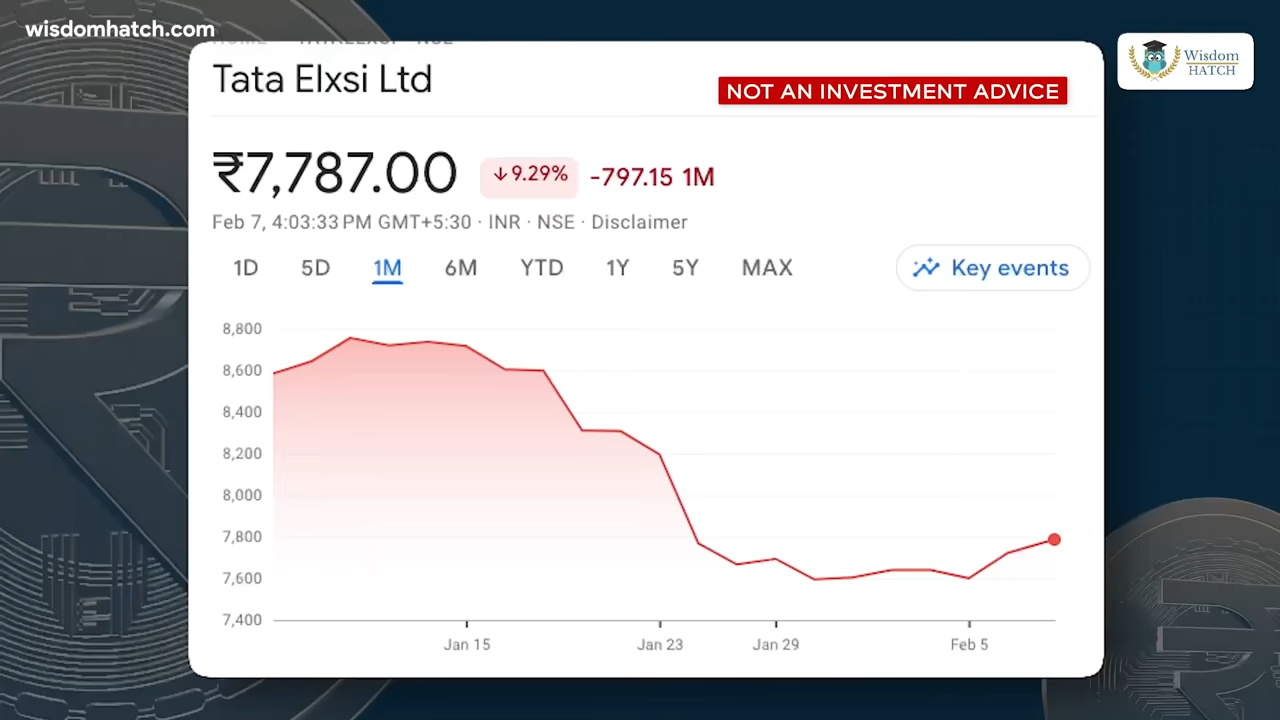 wisdomhatch.com
Wisdom
HATCH
Tata Elxsi Ltd
NOT AN INVESTMENT ADVICE
₹7,787.00 ↓9.29% -797.15 1M
Feb 7, 4:03:33 PM GMT+5:30 · INR · NSE · Disclaimer
1D 5D 1M 6M YTD 1Y 5Y MAX
Key events
8,800
8,600
8,400
8,200
8,000
7,800
7,600
7,400
Jan 15 Jan 23 Jan 29 Feb 5